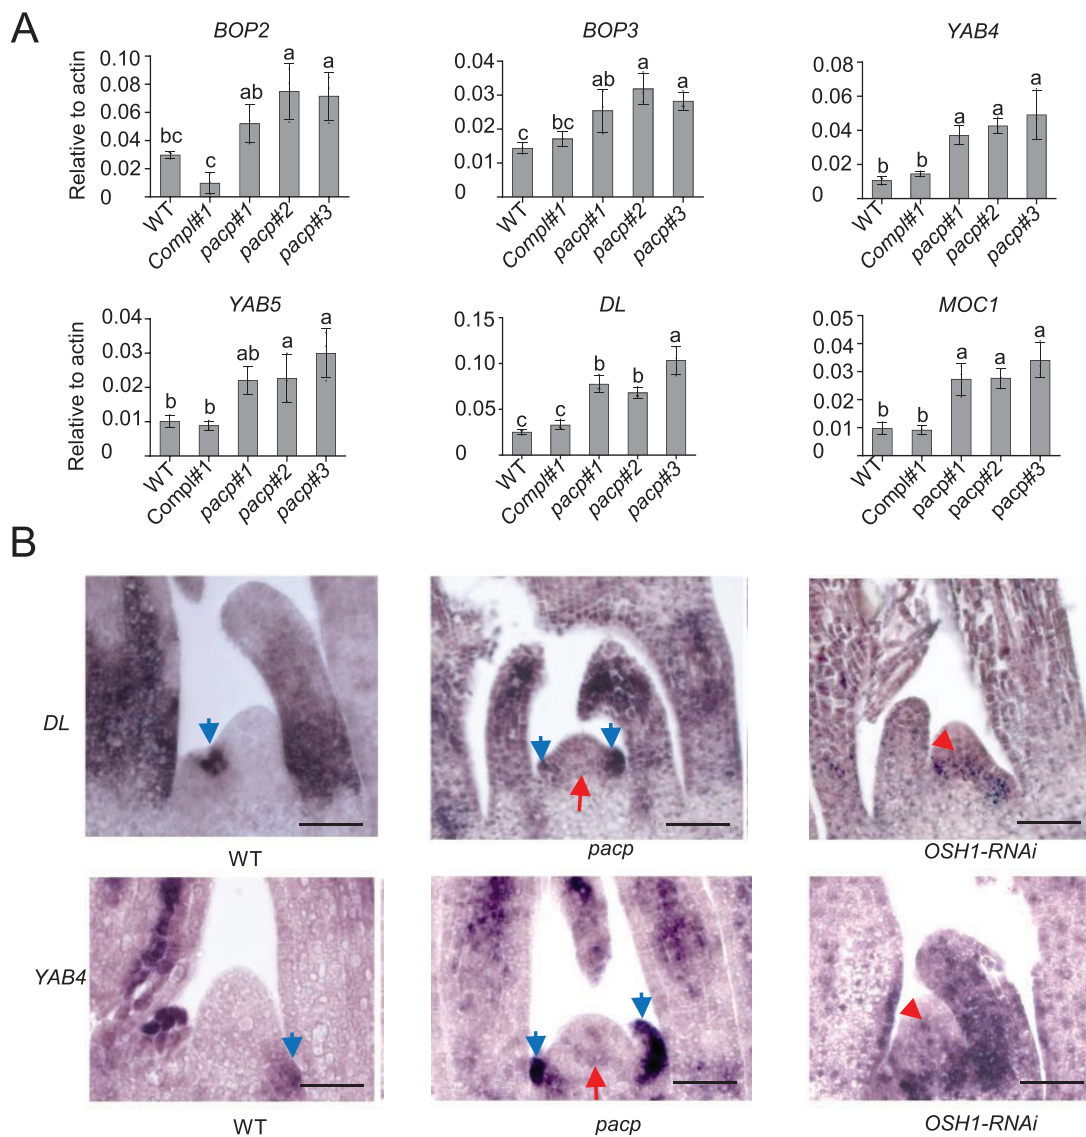 A
BOP2
Relative to actin
0.10
0.08
0.06
0.04
0.02
0
bc
c
ab
a
a
WT
Compl#1
pacp#1
pacp#2
pacp#3
BOP3
0.04
0.03
0.02
0.01
0
c
bc
ab
a
a
WT
Compl#1
pacp#1
pacp#2
pacp#3
YAB4
0.08
0.06
0.04
0.02
0
b
b
a
a
a
WT
Compl#1
pacp#1
pacp#2
pacp#3
YAB5
Relative to actin
0.04
0.03
0.02
0.01
0
b
b
ab
a
a
WT
Compl#1
pacp#1
pacp#2
pacp#3
DL
0.15
0.10
0.05
0
c
c
b
b
a
WT
Compl#1
pacp#1
pacp#2
pacp#3
MOC1
0.05
0.04
0.03
0.02
0.01
0
b
b
a
a
a
WT
Compl#1
pacp#1
pacp#2
pacp#3
B
DL
WT
pacp
OSH1-RNAi
YAB4
WT
pacp
OSH1-RNAi